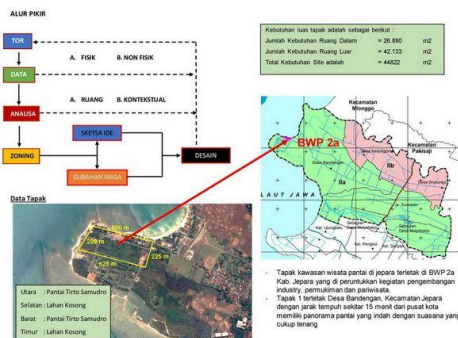 ALUR PIKIR
TOR
A. FISIK B. NON FISIK
DATA
A. RUANG B. KONTEKSTUAL
ANALISA
SKETSA IDE
ZONING
DESAIN
GUBAHAN MASA
Kebutuhan luas tapak adalah sebagai berikut :
Jumlah Kebutuhan Ruang Dalam = 26.890 m2
Jumlah Kebutuhan Ruang Luar = 42.133 m2
Total Kebutuhan Site adalah = 44822 m2
Data Tapak
225 m
Utara : Pantai Tirto Samudro
Selatan : Lahan Kosong
Barat : Pantai Tirto Samudro
Timur : Lahan Kosong
Kecamatan
Mlonggo
Kecamatan
Pakisaji
BWP 2a
Desa Bandengan
IIa
IIb
LAUT JAWA
- Tapak kawasan wisata pantai di jepara terletak di BWP 2a
Kab. Jepara yang di peruntukkan kegiatan pengembangan
industry, permukiman dan pariwisata.
- Tapak 1 terletak Desa Bandengan, Kecamatan Jepara
dengan jarak tempuh sekitar 15 menit dari pusat kota
memiliki panorama pantai yang indah dengan suasana yang
cukup tenang